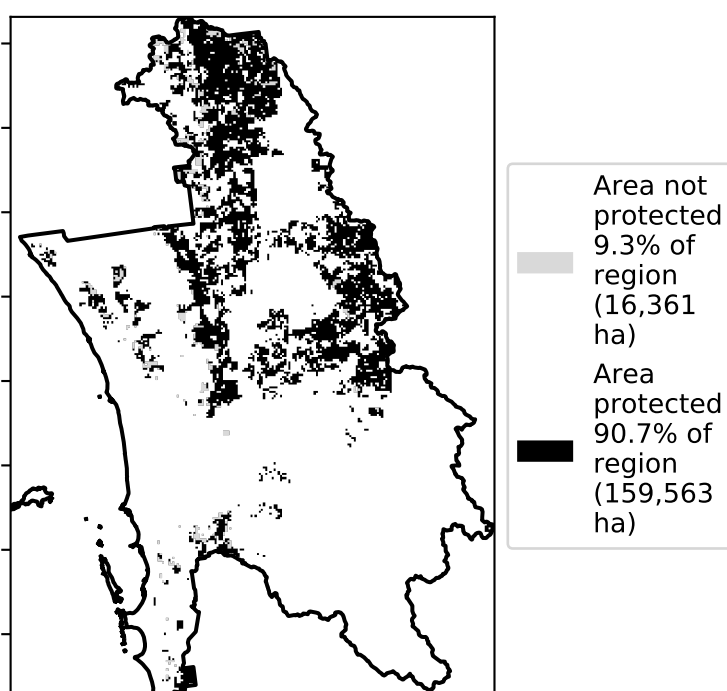 Area not
protected
9.3% of
region
(16,361
ha)
Area
protected
90.7% of
region
(159,563
ha)